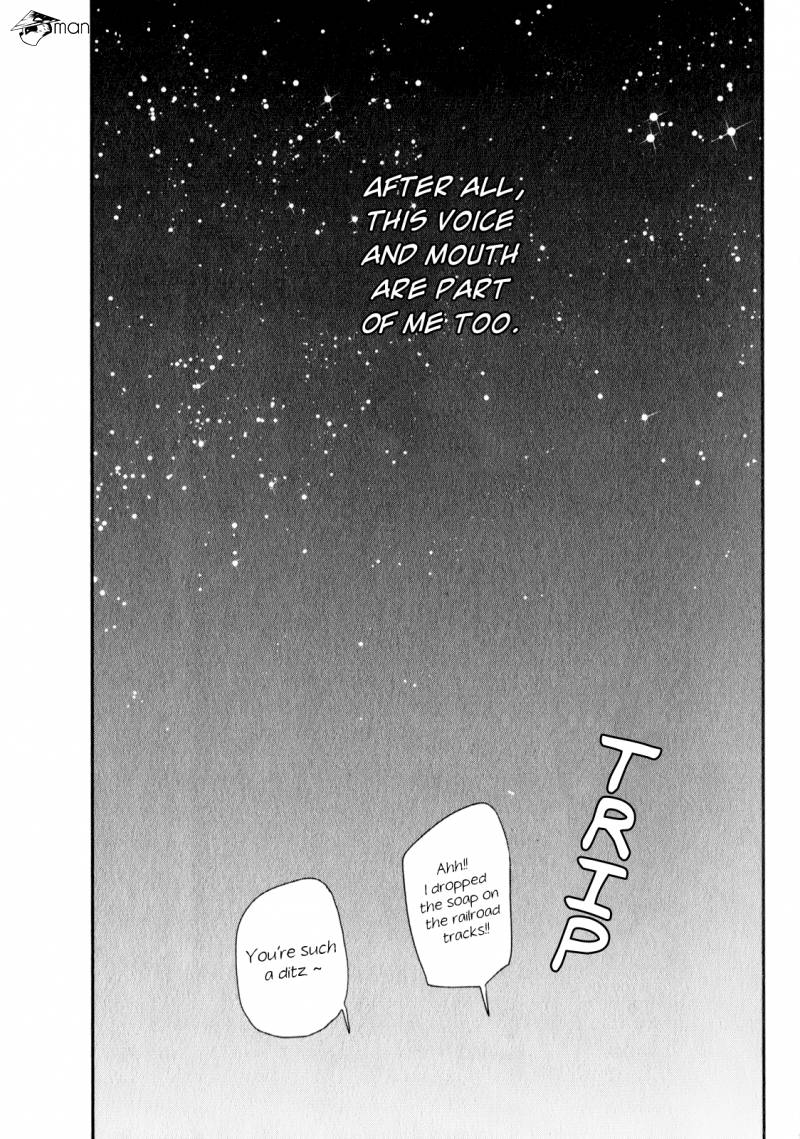 man
AFTER ALL,
THIS VOICE
AND MOUTH
ARE PART
OF ME TOO.
TRIP
Ahh!!
I dropped
the soap on
the railroad
tracks!!
You're such
a ditz ~